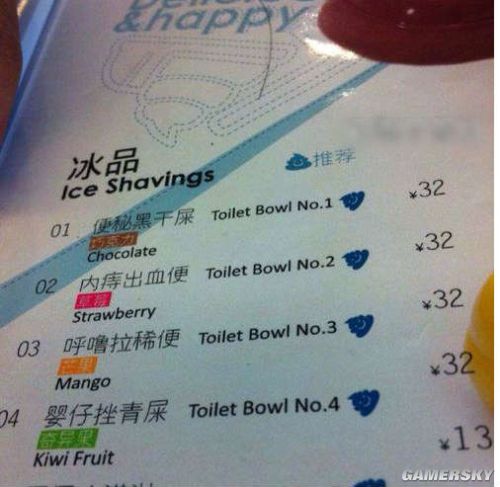 &happy
冰品
Ice Shavings
推荐
01 便秘黑干屎 Toilet Bowl No.1 ¥32
巧克力
Chocolate
02 内痔出血便 Toilet Bowl No.2 ¥32
草莓
Strawberry
03 呼噜拉稀便 Toilet Bowl No.3 ¥32
芒果
Mango
04 婴仔挫青屎 Toilet Bowl No.4 ¥32
奇异果
Kiwi Fruit
¥13
GAMERSKY